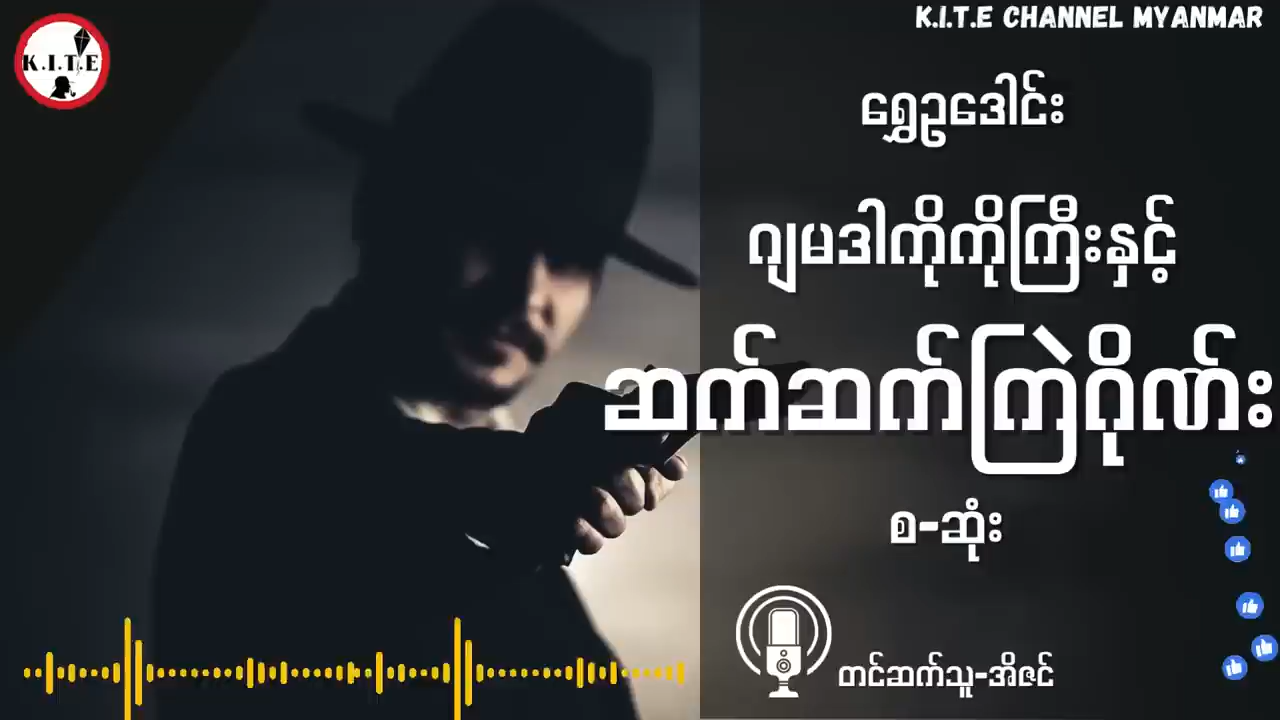 K.I.T.E CHANNEL MYANMAR
K.I.T.E
ရွှေဥဒေါင်း
ဂျမဒါကိုကိုကြီးနှင့်
ဆက်ဆက်ကြဲဂိုဏ်း
စ-ဆုံး
တင်ဆက်သူ-အိဇင်